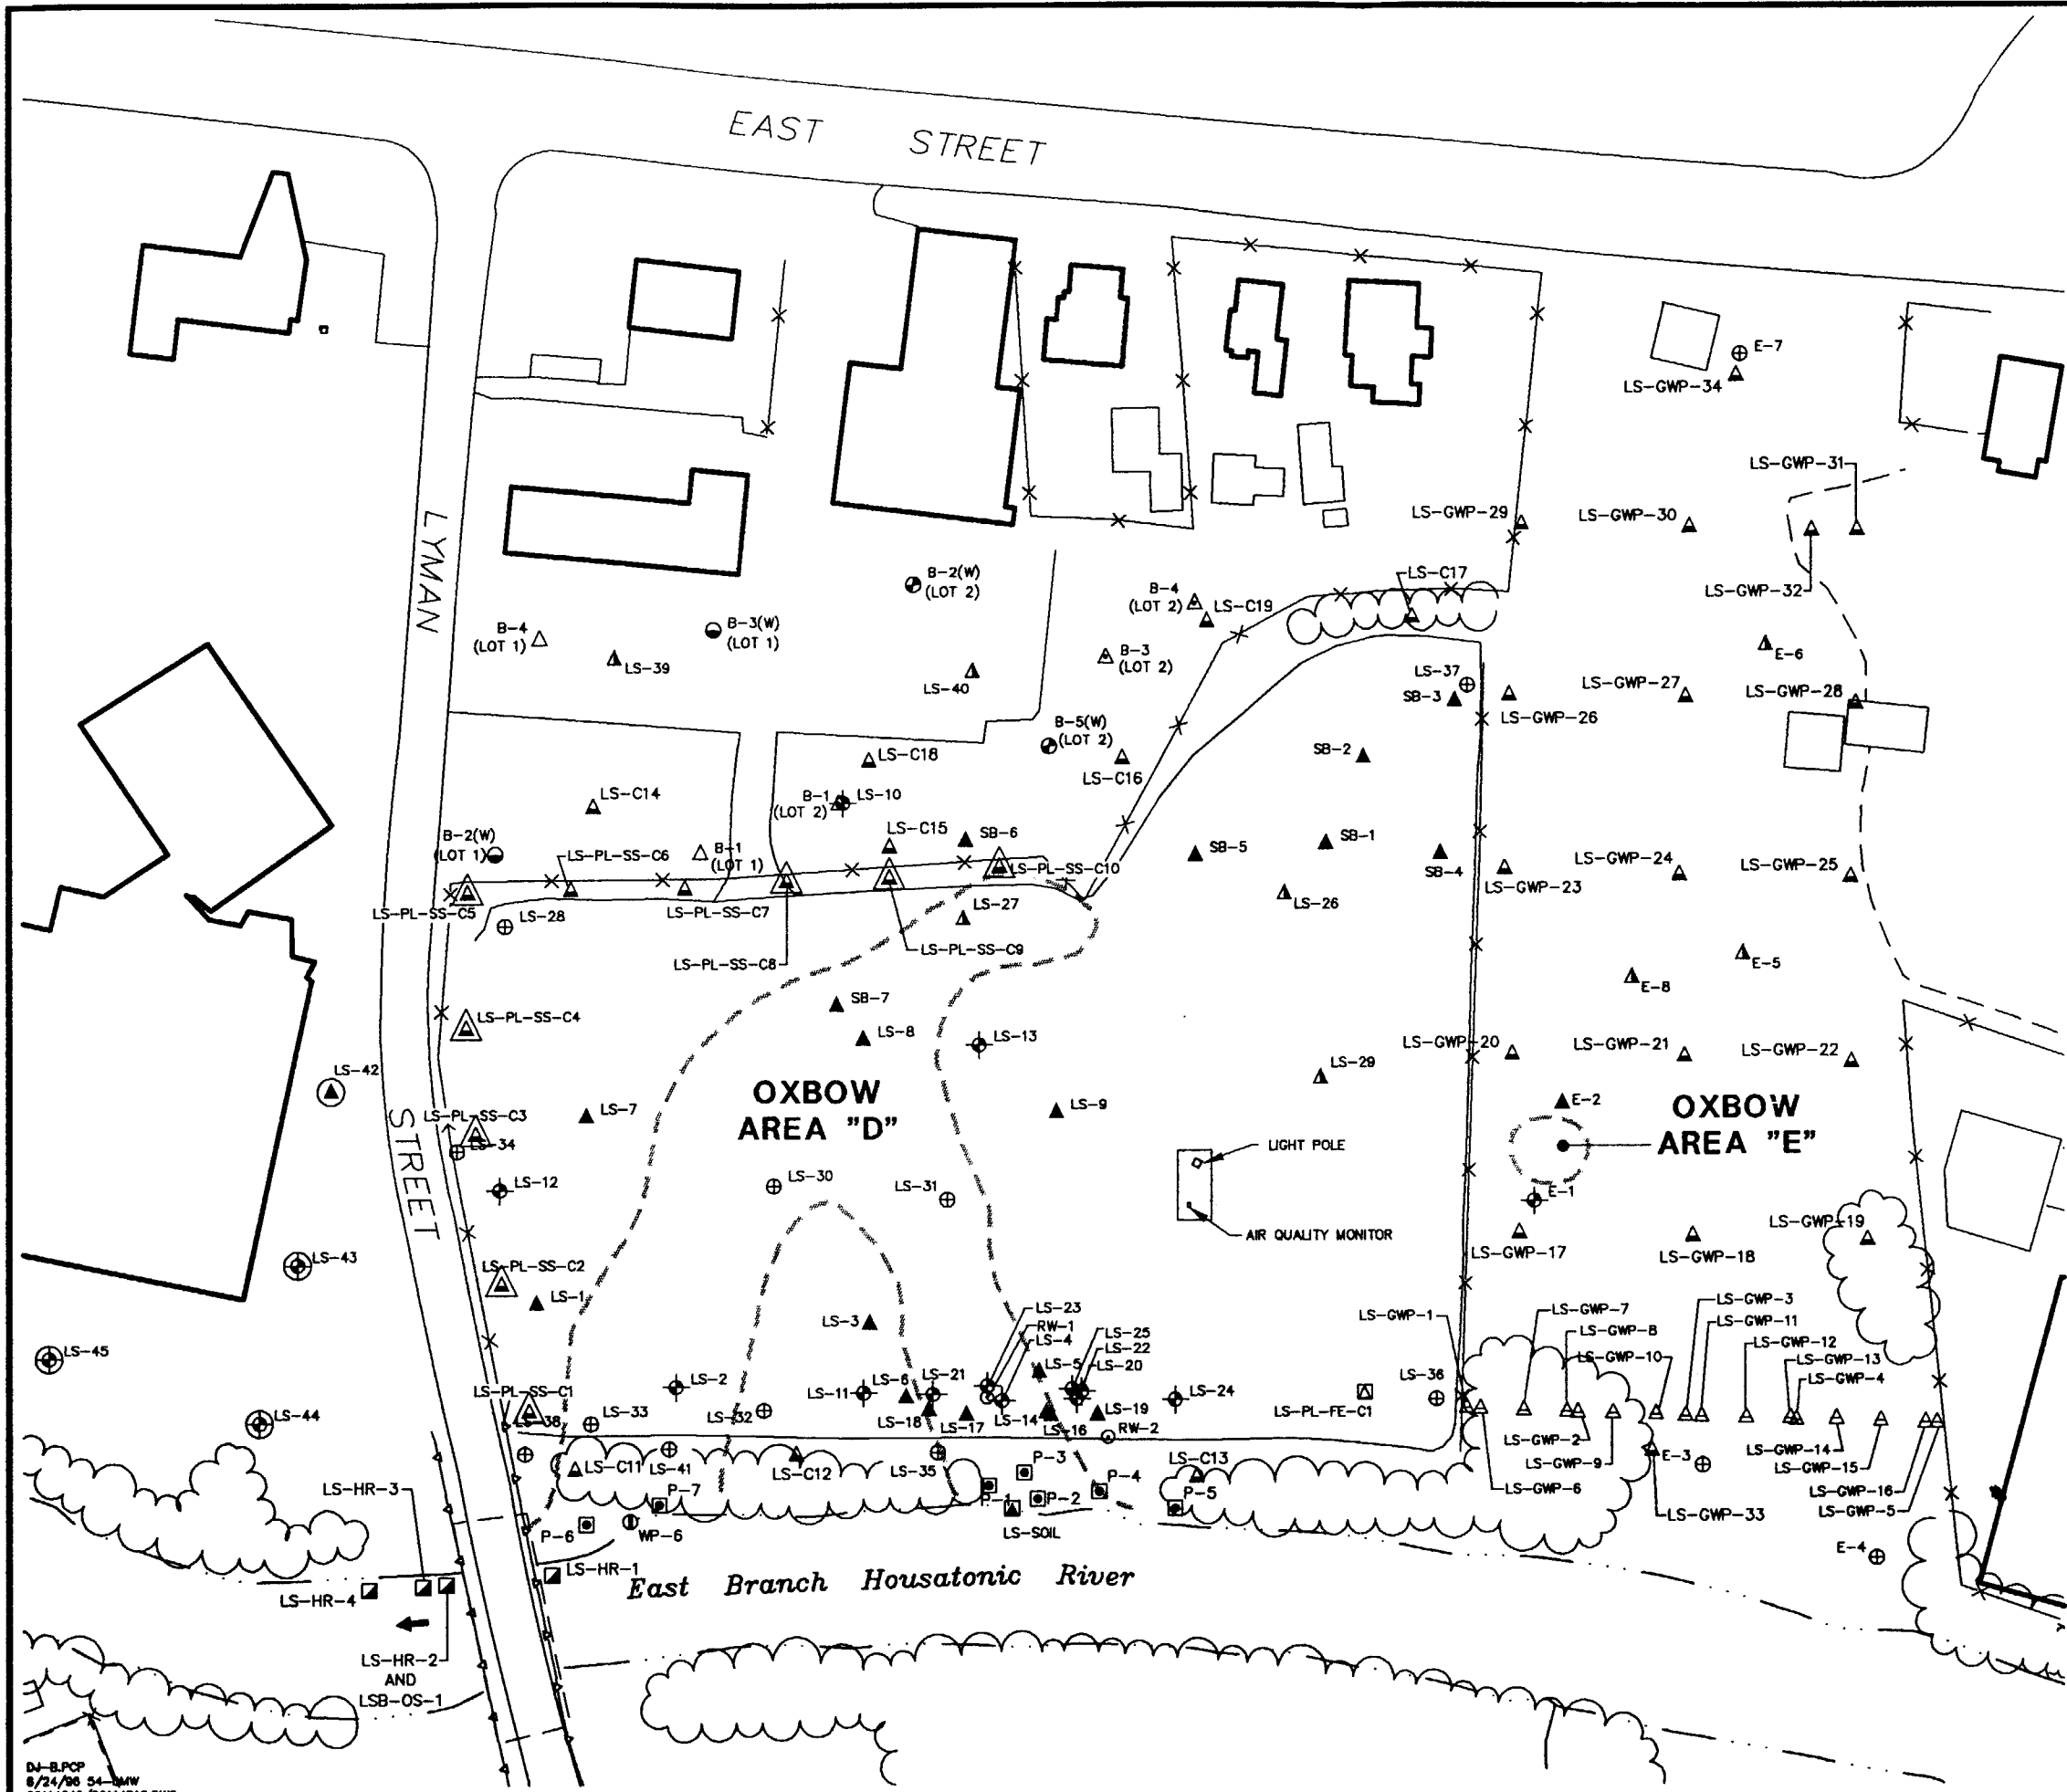 EAST STREET
E-7
LS-GWP-34
LYMAN
LS-GWP-31
LS-GWP-29
LS-GWP-30
B-2(W)
(LOT 2)
LS-C17
B-4
(LOT 2)
LS-C19
LS-GWP-32
B-4
(LOT 1)
B-3(W)
(LOT 1)
LS-39
B-3
(LOT 2)
E-6
LS-40
LS-37
SB-3
LS-GWP-27
LS-GWP-28
LS-GWP-26
B-5(W)
(LOT 2)
LS-C18
LS-C16
SB-2
LS-C14
B-1
(LOT 2)
LS-10
B-2(W)
(LOT 1)
LS-PL-SS-C6
B-1
(LOT 1)
LS-C15
SB-6
LS-PL-SS-C10
SB-5
SB-1
SB-4
LS-GWP-24
LS-GWP-25
LS-GWP-23
LS-PL-SS-C5
LS-28
LS-PL-SS-C7
LS-27
LS-26
LS-PL-SS-C8
LS-PL-SS-C9
E-5
E-8
SB-7
LS-PL-SS-C4
LS-8
LS-13
LS-GWP-20
LS-GWP-21
LS-GWP-22
LS-42
LS-29
OXBOW
AREA "D"
OXBOW
AREA "E"
E-2
LS-PL-SS-C3
LS-7
LS-9
STREET
LS-34
LIGHT POLE
LS-12
LS-30
LS-31
E-1
AIR QUALITY MONITOR
LS-GWP-17
LS-GWP-18
LS-GWP-19
LS-43
LS-PL-SS-C2
LS-1
LS-3
LS-23
RW-1
LS-4
LS-25
LS-22
LS-20
LS-GWP-1
LS-GWP-7
LS-GWP-8
LS-GWP-10
LS-GWP-3
LS-GWP-11
LS-GWP-12
LS-GWP-13
LS-GWP-4
LS-45
LS-PL-SS-C1
LS-2
LS-11
LS-6
LS-21
LS-5
LS-24
LS-36
LS-44
LS-38
LS-33
LS-32
LS-18
LS-17
LS-14
LS-16
LS-19
RW-2
LS-PL-FE-C1
LS-GWP-2
LS-GWP-9
LS-GWP-6
E-3
LS-GWP-33
LS-GWP-14
LS-GWP-15
LS-GWP-16
LS-GWP-5
LS-C11
LS-41
LS-C12
LS-35
P-3
P-4
LS-C13
LS-HR-3
P-7
P-1
P-2
P-5
P-6
WP-6
LS-SOIL
E-4
LS-HR-1
LS-HR-4
East Branch Housatonic River
LS-HR-2
AND
LSB-OS-1
DJ-B.PCP